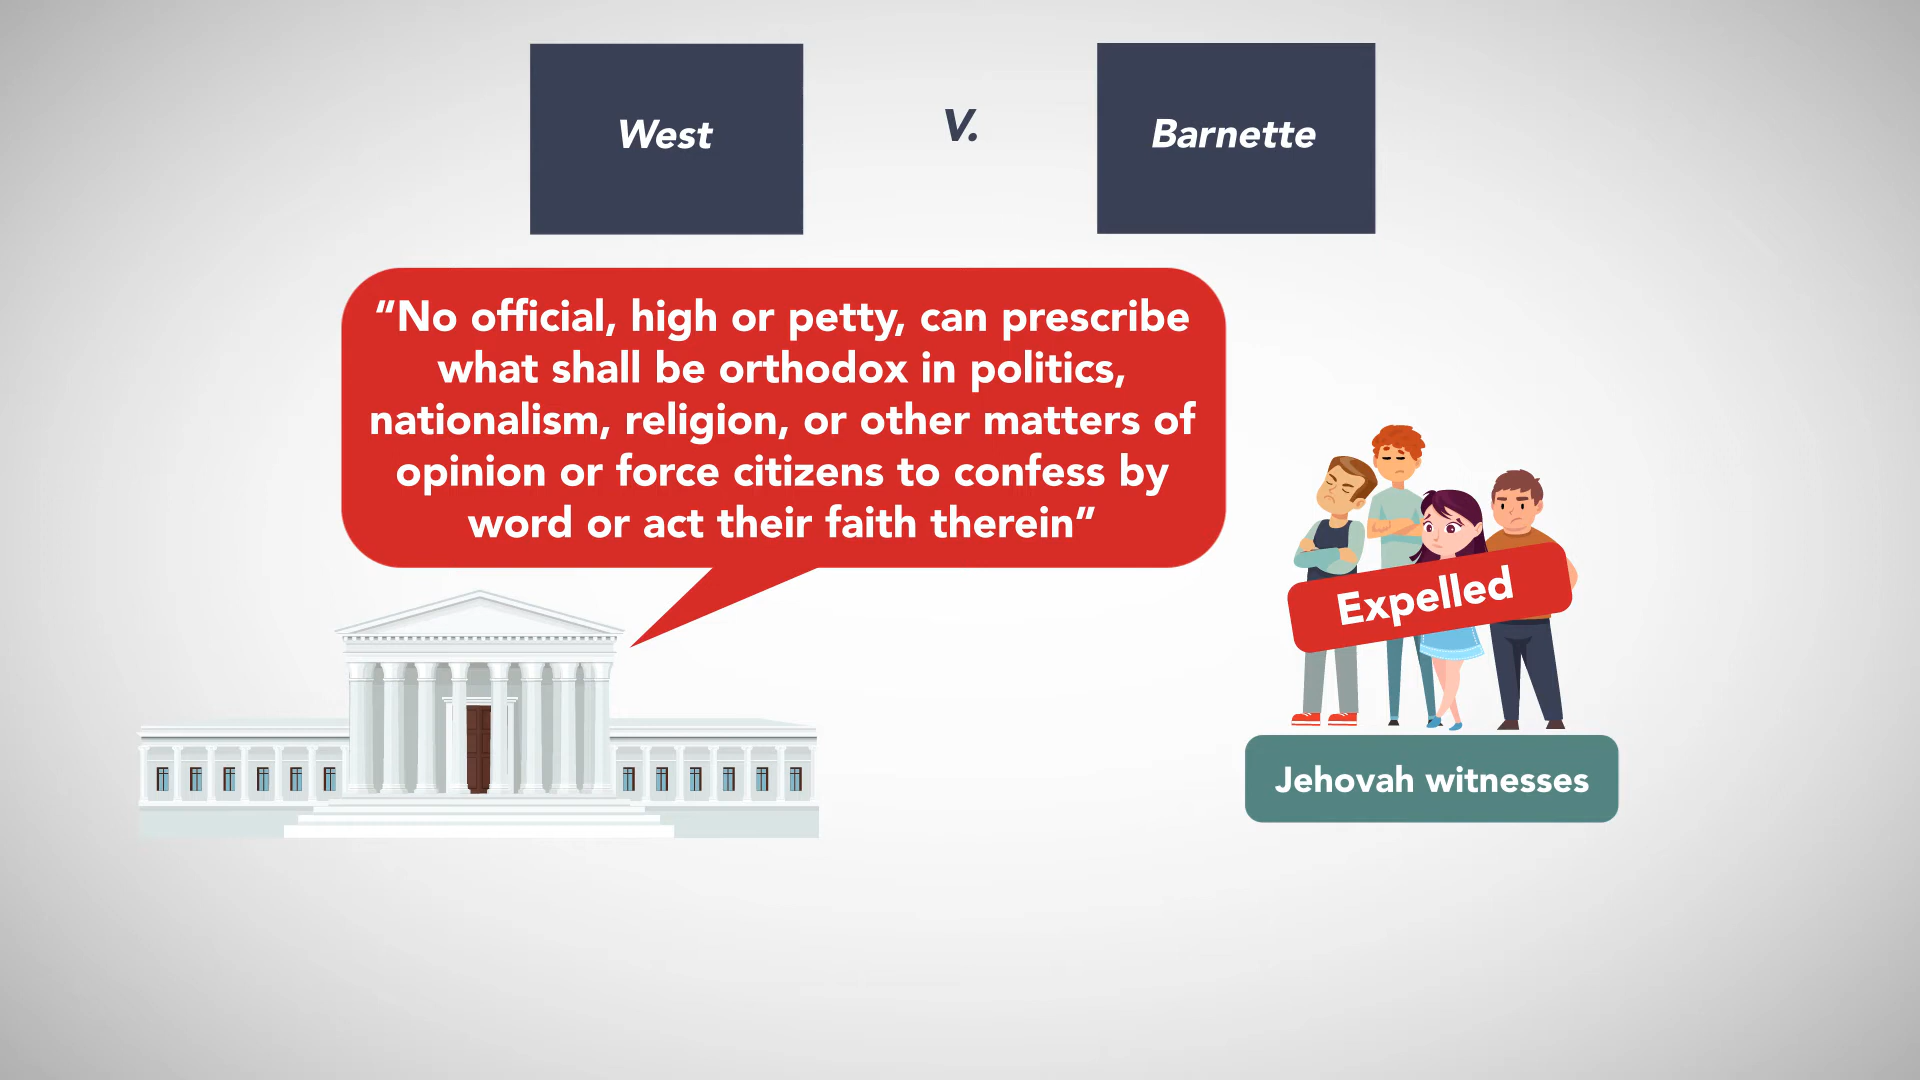 West
V.
Barnette
“No official, high or petty, can prescribe
what shall be orthodox in politics,
nationalism, religion, or other matters of
opinion or force citizens to confess by
word or act their faith therein”
Expelled
Jehovah witnesses